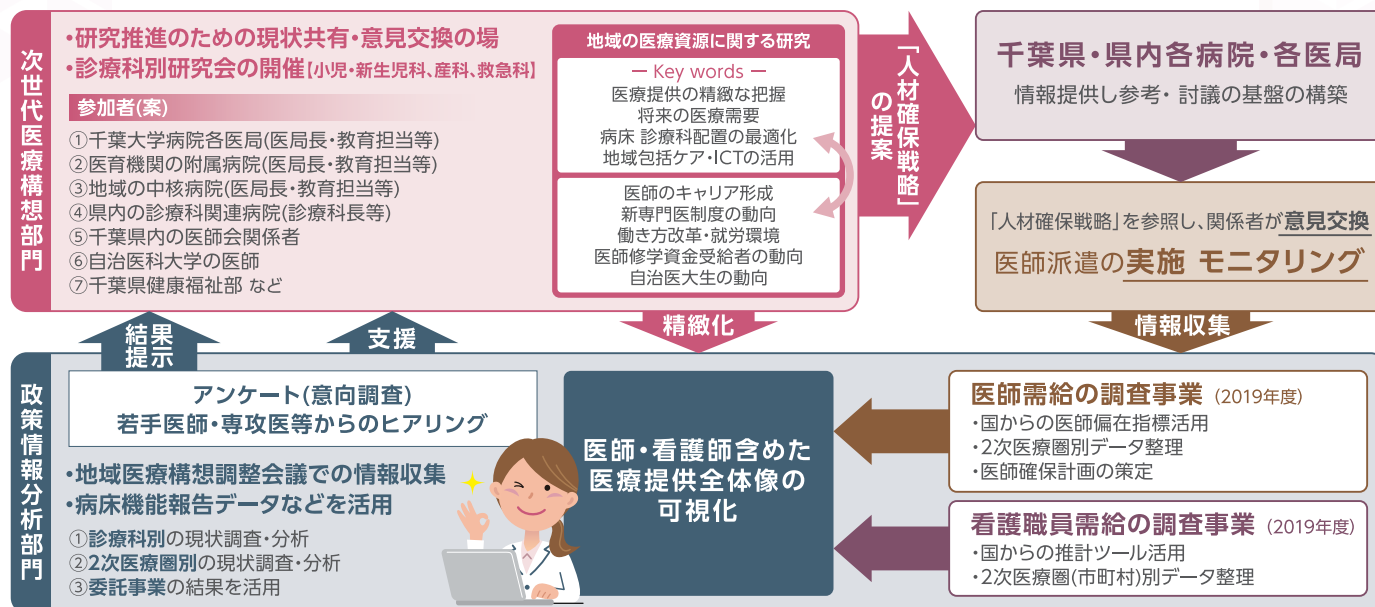 次世代医療構想部門
・研究推進のための現状共有・意見交換の場
・診療科別研究会の開催【小児・新生児科、産科、救急科】
参加者(案)
①千葉大学病院各医局(医局長・教育担当等)
②医育機関の附属病院(医局長・教育担当等)
③地域の中核病院(医局長・教育担当等)
④県内の診療科関連病院(診療科長等)
⑤千葉県内の医師会関係者
⑥自治医科大学の医師
⑦千葉県健康福祉部 など
地域の医療資源に関する研究
― Key words ―
医療提供の精緻な把握
将来の医療需要
病床 診療科配置の最適化
地域包括ケア・ICTの活用
医師のキャリア形成
新専門医制度の動向
働き方改革・就労環境
医師修学資金受給者の動向
自治医大生の動向
「人材確保戦略」
の提案
千葉県・県内各病院・各医局
情報提供し参考・討議の基盤の構築
「人材確保戦略」を参照し、関係者が意見交換
医師派遣の実施 モニタリング
結果
提示
支援
精緻化
情報収集
政策情報分析部門
アンケート(意向調査)
若手医師・専攻医等からのヒアリング
・地域医療構想調整会議での情報収集
・病床機能報告データなどを活用
①診療科別の現状調査・分析
②2次医療圏別の現状調査・分析
③委託事業の結果を活用
医師・看護師含めた
医療提供全体像の
可視化
医師需給の調査事業 (2019年度)
・国からの医師偏在指標活用
・2次医療圏別データ整理
・医師確保計画の策定
看護職員需給の調査事業 (2019年度)
・国からの推計ツール活用
・2次医療圏(市町村)別データ整理